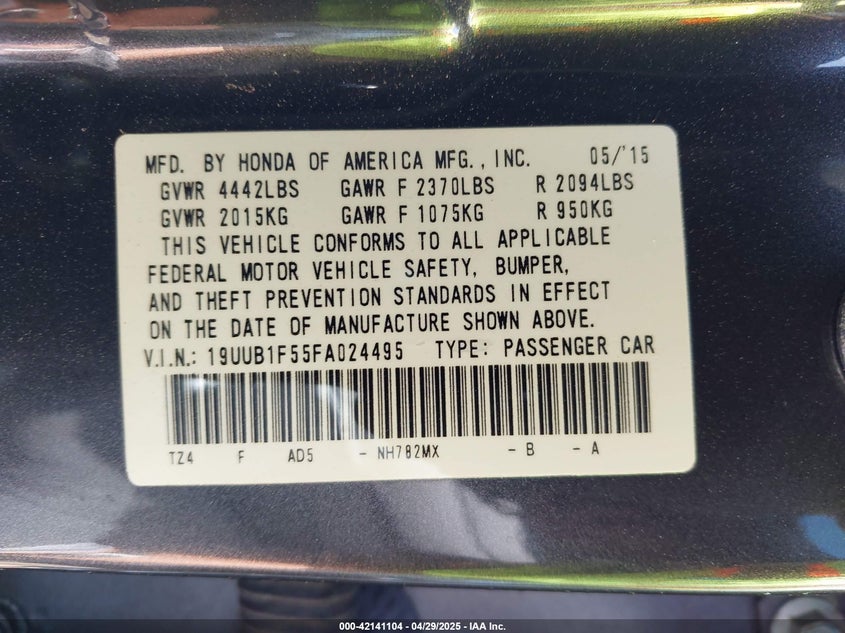 MFD. BY HONDA OF AMERICA MFG., INC. 05/'15
GVWR 4442LBS GAWR F 2370LBS R 2094LBS
GVWR 2015KG GAWR F 1075KG R 950KG
THIS VEHICLE CONFORMS TO ALL APPLICABLE
FEDERAL MOTOR VEHICLE SAFETY, BUMPER,
AND THEFT PREVENTION STANDARDS IN EFFECT
ON THE DATE OF MANUFACTURE SHOWN ABOVE.
V.I.N.: 19UUB1F55FA024495 TYPE: PASSENGER CAR
TZ4 F AD5 - NH782MX - B - A
000-42141104 | 04/29/2025 - IAA Inc.